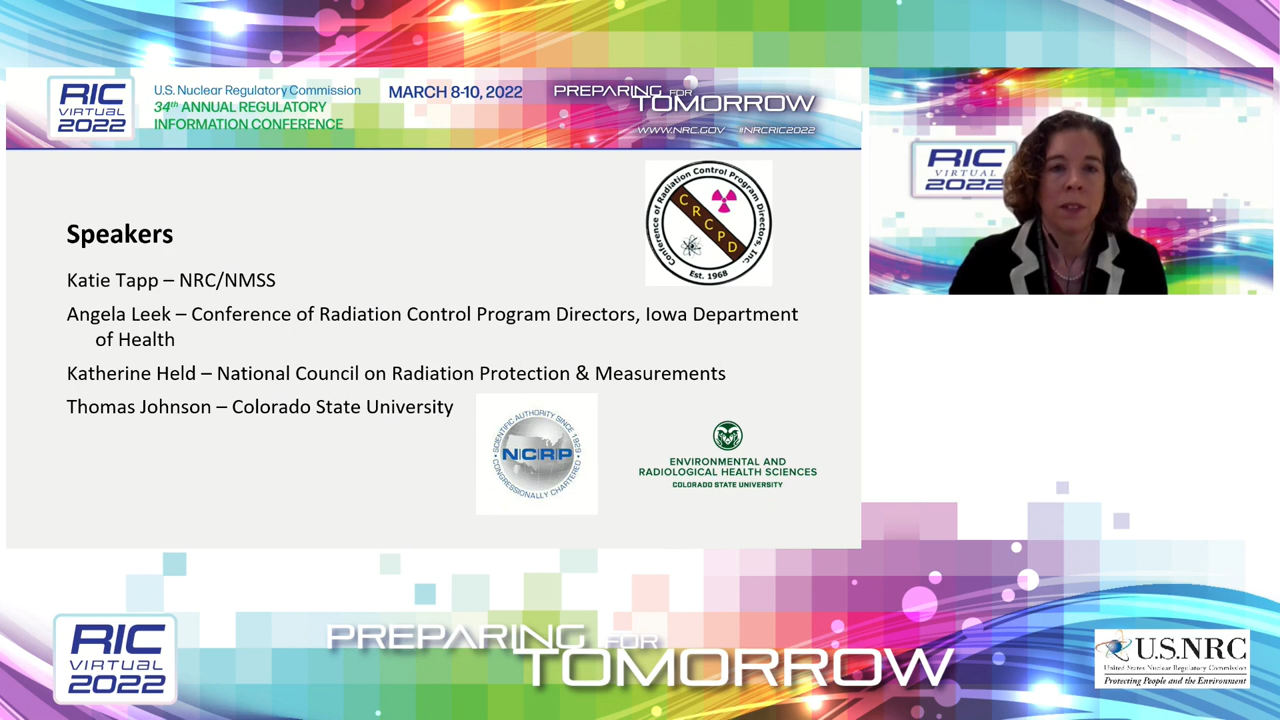 RIC
VIRTUAL
2022
U.S. Nuclear Regulatory Commission
34th ANNUAL REGULATORY
INFORMATION CONFERENCE
MARCH 8-10, 2022
PREPARING FOR
TOMORROW
WWW.NRC.GOV #NRCRIC2022
Conference of Radiation Control Program Directors, Inc.
CRCPD
Est. 1968
Speakers
Katie Tapp – NRC/NMSS
Angela Leek – Conference of Radiation Control Program Directors, Iowa Department
of Health
Katherine Held – National Council on Radiation Protection & Measurements
Thomas Johnson – Colorado State University
SCIENTIFIC AUTHORITY SINCE 1929
NCRP
CONGRESSIONALLY CHARTERED
ENVIRONMENTAL AND
RADIOLOGICAL HEALTH SCIENCES
COLORADO STATE UNIVERSITY
RIC
VIRTUAL
2022
RIC
VIRTUAL
2022
PREPARING FOR
TOMORROW
U.S.NRC
United States Nuclear Regulatory Commission
Protecting People and the Environment